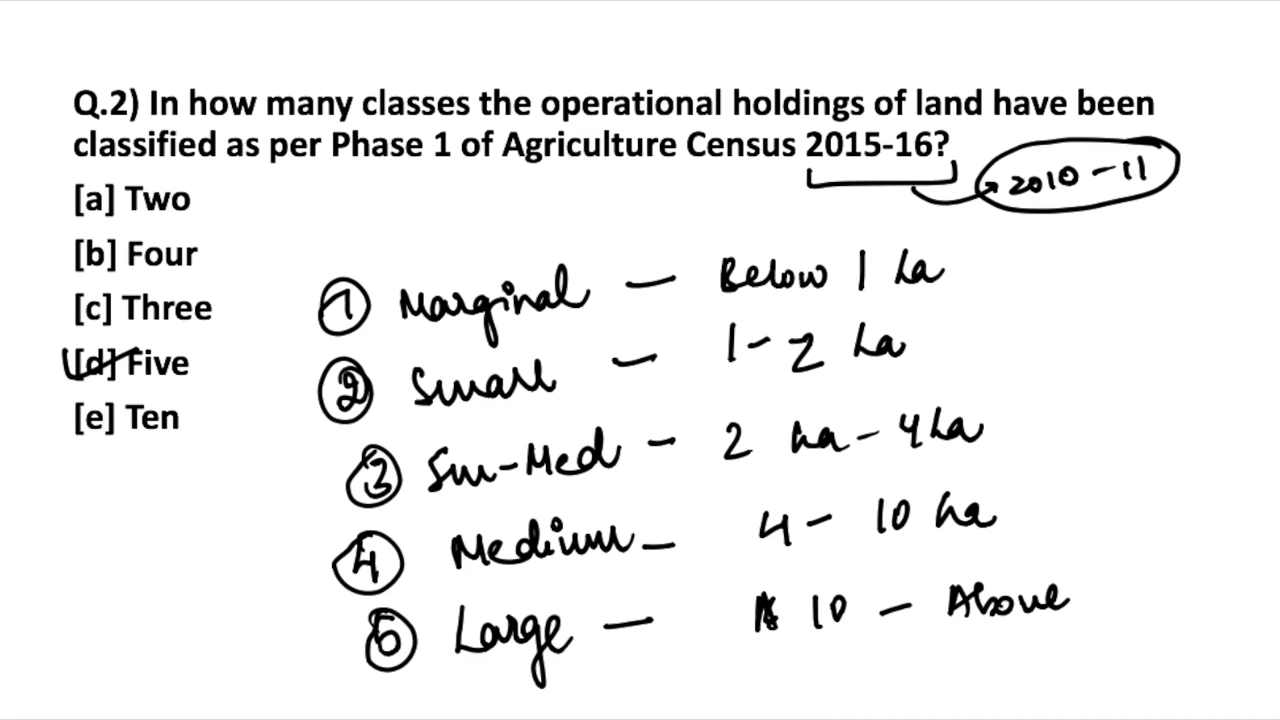 Q.2) In how many classes the operational holdings of land have been
classified as per Phase 1 of Agriculture Census 2015-16?
2010-11
[a] Two
[b] Four
[c] Three
[d] Five
[e] Ten
1 Marginal - Below 1 ha
2 Small - 1-2 ha
3 Sm-Med - 2 ha-4ha
4 Medium - 4-10 ha
5 Large - 10 - Above